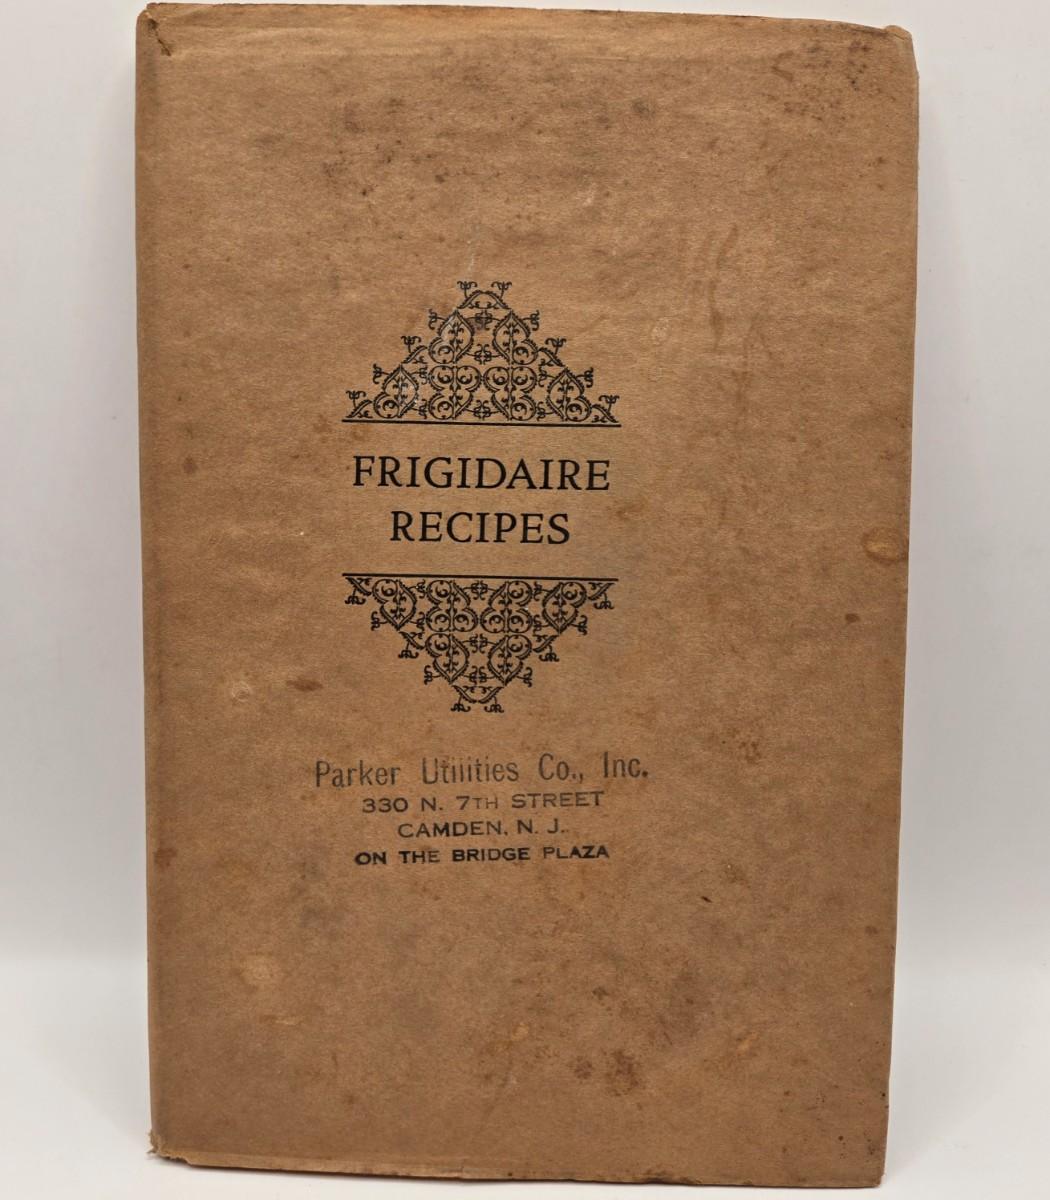 FRIGIDAIRE
RECIPES
Parker Utilities Co., Inc.
330 N. 7TH STREET
CAMDEN, N. J.
ON THE BRIDGE PLAZA